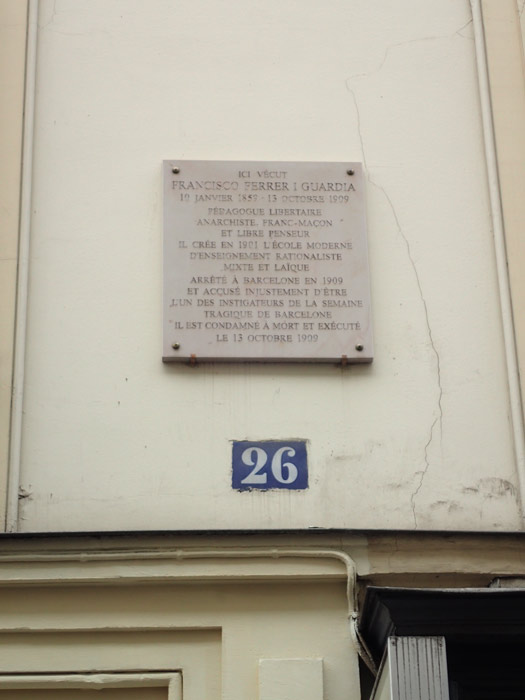 ICI VÉCUT
FRANCISCO FERRER I GUARDIA
10 JANVIER 1859 - 13 OCTOBRE 1909
PÉDAGOGUE LIBERTAIRE
ANARCHISTE, FRANC-MAÇON
ET LIBRE PENSEUR
IL CRÉE EN 1901 L'ÉCOLE MODERNE
D'ENSEIGNEMENT RATIONALISTE
MIXTE ET LAÏQUE
ARRÊTÉ À BARCELONE EN 1909
ET ACCUSÉ INJUSTEMENT D'ÊTRE
L'UN DES INSTIGATEURS DE LA SEMAINE
TRAGIQUE DE BARCELONE
IL EST CONDAMNÉ À MORT ET EXÉCUTÉ
LE 13 OCTOBRE 1909
26